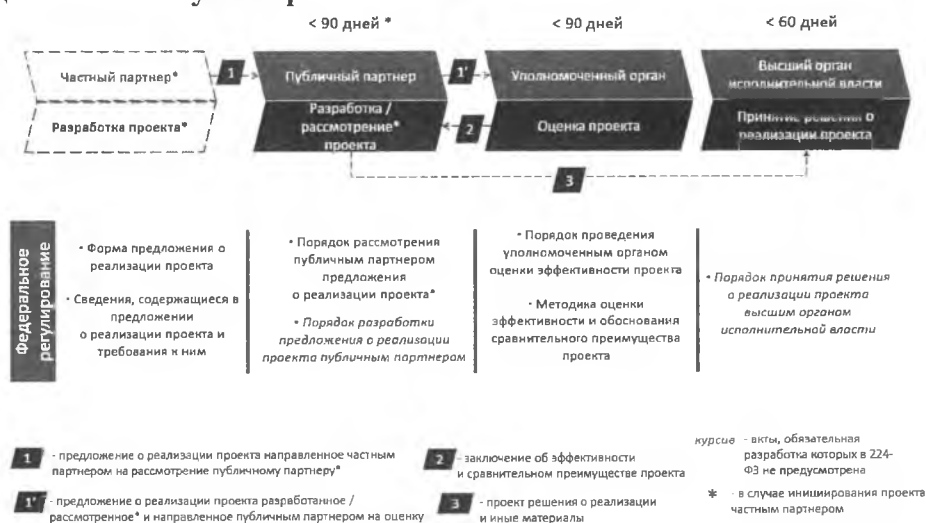 < 90 дней *
< 90 дней
< 60 дней
Частный партнер*
1
Публичный партнер
1'
Уполномоченный орган
Высший орган
исполнительной власти
Разработка проекта*
Разработка /
рассмотрение*
проекта
2
Оценка проекта
Принятие решения о
реализации проекта
3
Федеральное
регулирование
• Форма предложения о
реализации проекта
• Сведения, содержащиеся в
предложении
о реализации проекта и
требования к ним
• Порядок рассмотрения
публичным партнером
предложения
о реализации проекта*
• Порядок разработки
предложения о реализации
проекта публичным партнером
• Порядок проведения
уполномоченным органом
оценки эффективности проекта
• Методика оценки
эффективности и обоснования
сравнительного преимущества
проекта
• Порядок принятия решения
о реализации проекта
высшим органом
исполнительной власти
1 - предложение о реализации проекта направленное частным
партнером на рассмотрение публичному партнеру*
1' - предложение о реализации проекта разработанное /
рассмотренное* и направленное публичным партнером на оценку
2 - заключение об эффективности
и сравнительном преимуществе проекта
3 - проект решения о реализации
и иные материалы
курсив - акты, обязательная
разработка которых в 224-
ФЗ не предусмотрена
* - в случае инициирования проекта
частным партнером